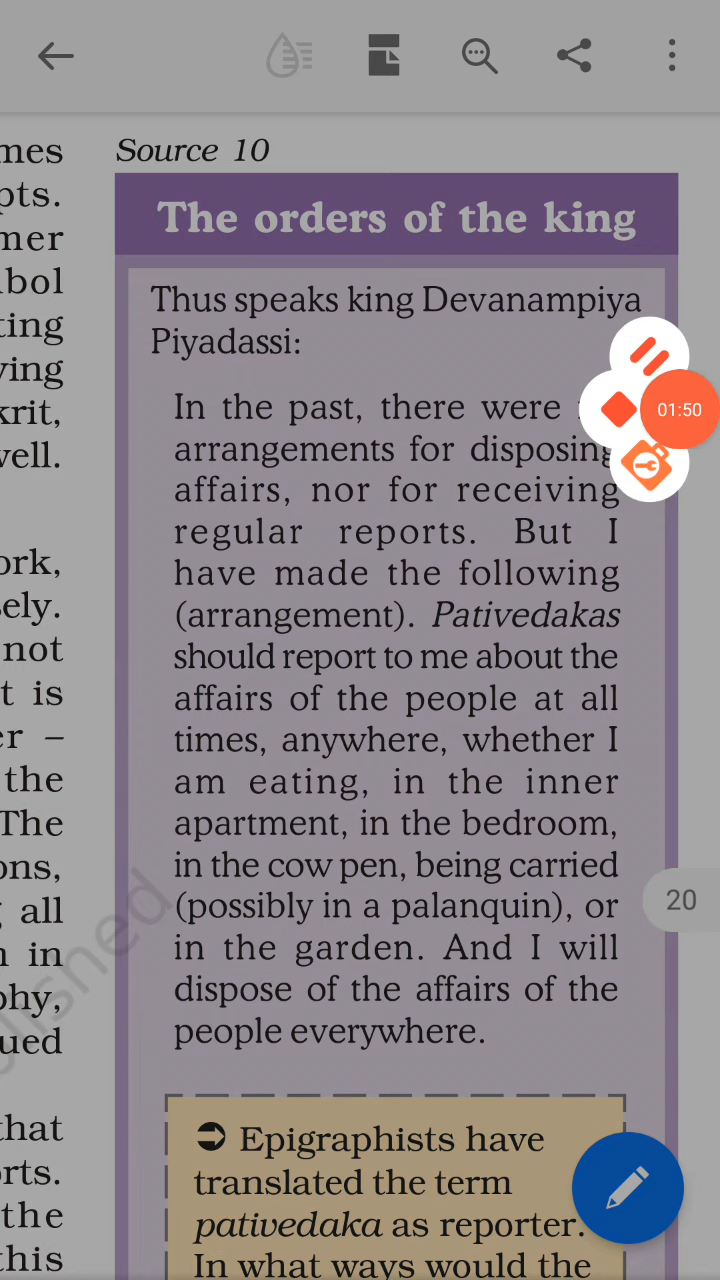 mes
pts.
mer
bol
ting
ving
krit,
vell.
ork,
sely.
not
t is
er –
the
The
ons,
all
n in
phy,
ued
that
rts.
the
this
Source 10
The orders of the king
Thus speaks king Devanampiya
Piyadassi:
In the past, there were
arrangements for disposing
affairs, nor for receiving
regular reports. But I
have made the following
(arrangement). Pativedakas
should report to me about the
affairs of the people at all
times, anywhere, whether I
am eating, in the inner
apartment, in the bedroom,
in the cow pen, being carried
(possibly in a palanquin), or
in the garden. And I will
dispose of the affairs of the
people everywhere.
➲ Epigraphists have
translated the term
pativedaka as reporter.
In what ways would the
01:50
20